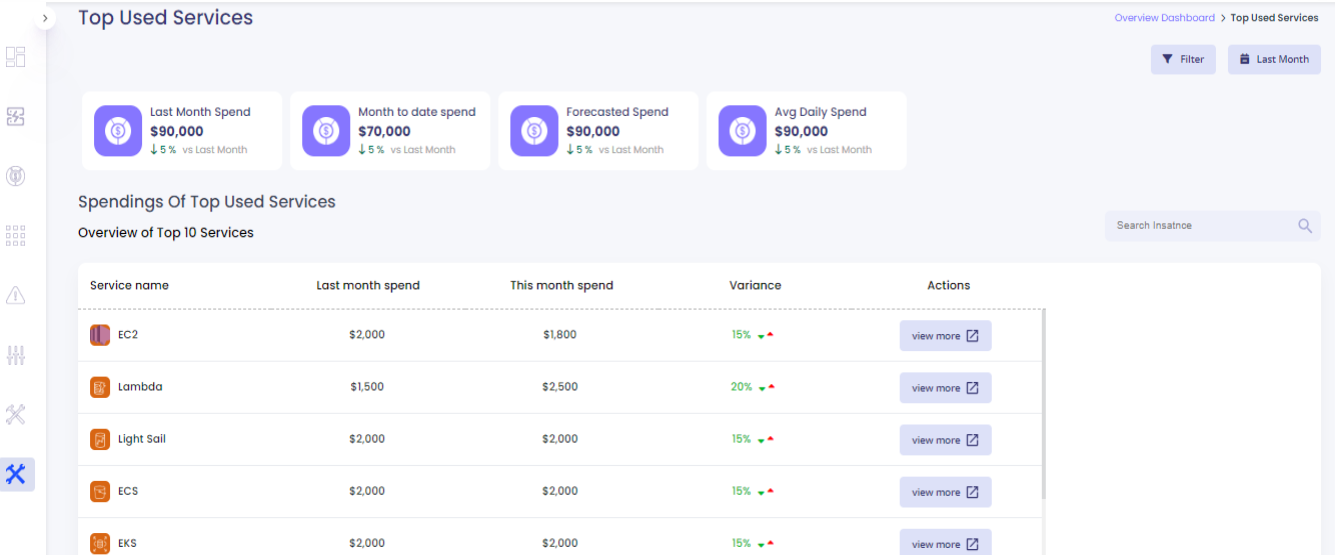 Top Used Services
Overview Dashboard > Top Used Services
Filter
Last Month
Last Month Spend
$90,000
↓5% vs Last Month
Month to date spend
$70,000
↓5% vs Last Month
Forecasted Spend
$90,000
↓5% vs Last Month
Avg Daily Spend
$90,000
↓5% vs Last Month
Spendings Of Top Used Services
Overview of Top 10 Services
Search Insatnce
Service name Last month spend This month spend Variance Actions
EC2 $2,000 $1,800 15% view more
Lambda $1,500 $2,500 20% view more
Light Sail $2,000 $2,000 15% view more
ECS $2,000 $2,000 15% view more
EKS $2,000 $2,000 15% view more